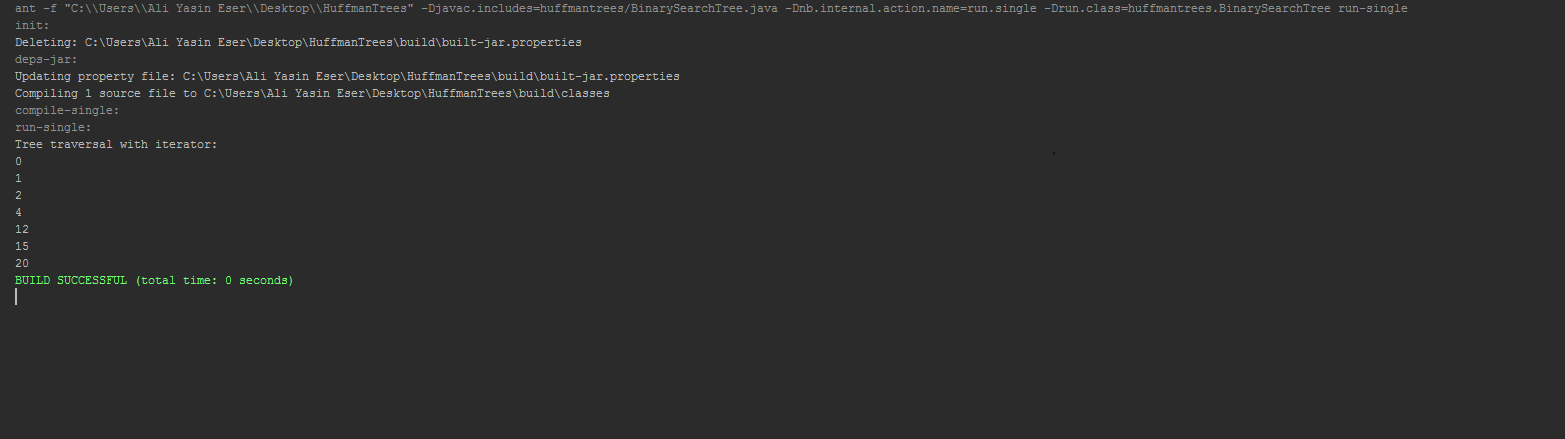 ant -f "C:\\Users\\Ali Yasin Eser\\Desktop\\HuffmanTrees" -Djavac.includes=huffmantrees/BinarySearchTree.java -Dnb.internal.action.name=run.single -Drun.class=huffmantrees.BinarySearchTree run-single
init:
Deleting: C:\Users\Ali Yasin Eser\Desktop\HuffmanTrees\build\built-jar.properties
deps-jar:
Updating property file: C:\Users\Ali Yasin Eser\Desktop\HuffmanTrees\build\built-jar.properties
Compiling 1 source file to C:\Users\Ali Yasin Eser\Desktop\HuffmanTrees\build\classes
compile-single:
run-single:
Tree traversal with iterator:
0
1
2
4
12
15
20
BUILD SUCCESSFUL (total time: 0 seconds)